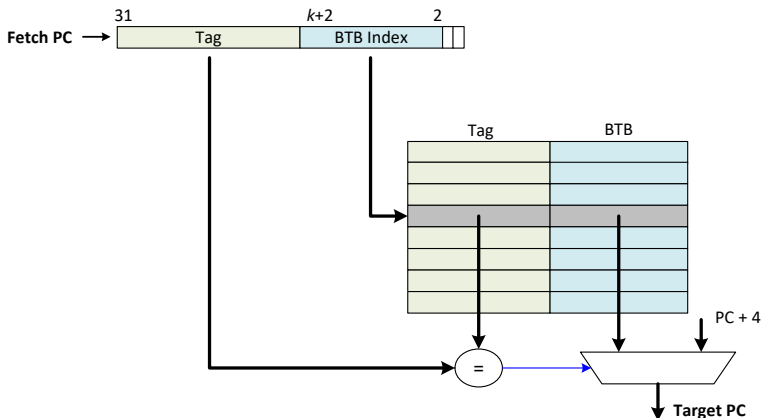 31 k+2 2
Fetch PC Tag BTB Index
Tag BTB
PC + 4
=
Target PC